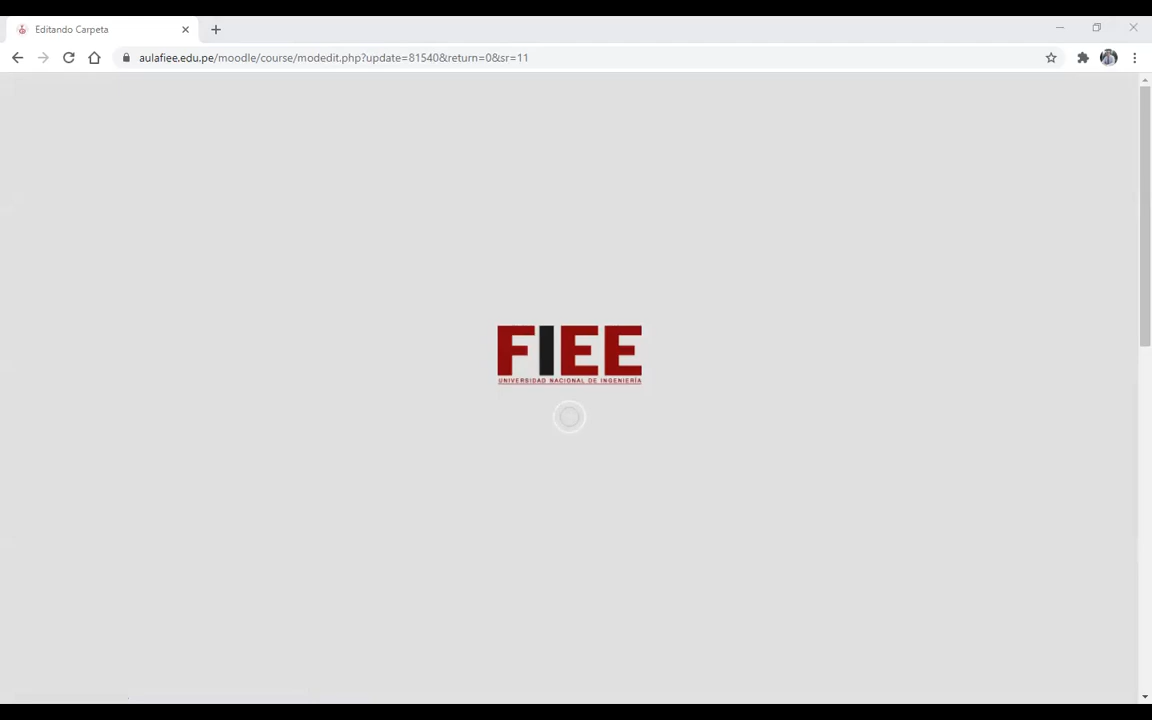 Editando Carpeta
aulafiee.edu.pe/moodle/course/modedit.php?update=81540&return=0&sr=11
FIEE
UNIVERSIDAD NACIONAL DE INGENIERÍA